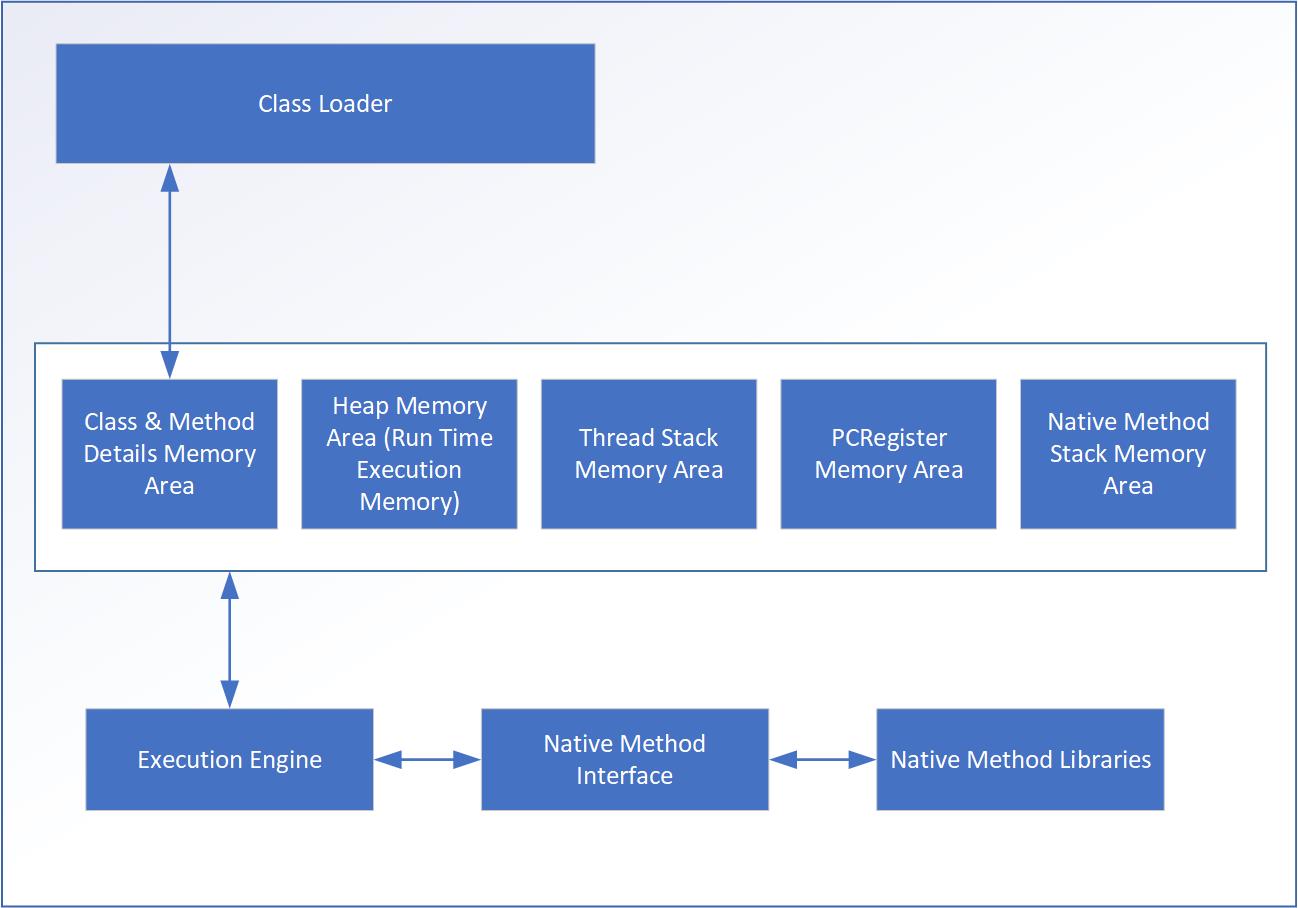 Class Loader
Class & Method
Details Memory
Area
Heap Memory
Area (Run Time
Execution
Memory)
Thread Stack
Memory Area
PCRegister
Memory Area
Native Method
Stack Memory
Area
Execution Engine
Native Method
Interface
Native Method Libraries